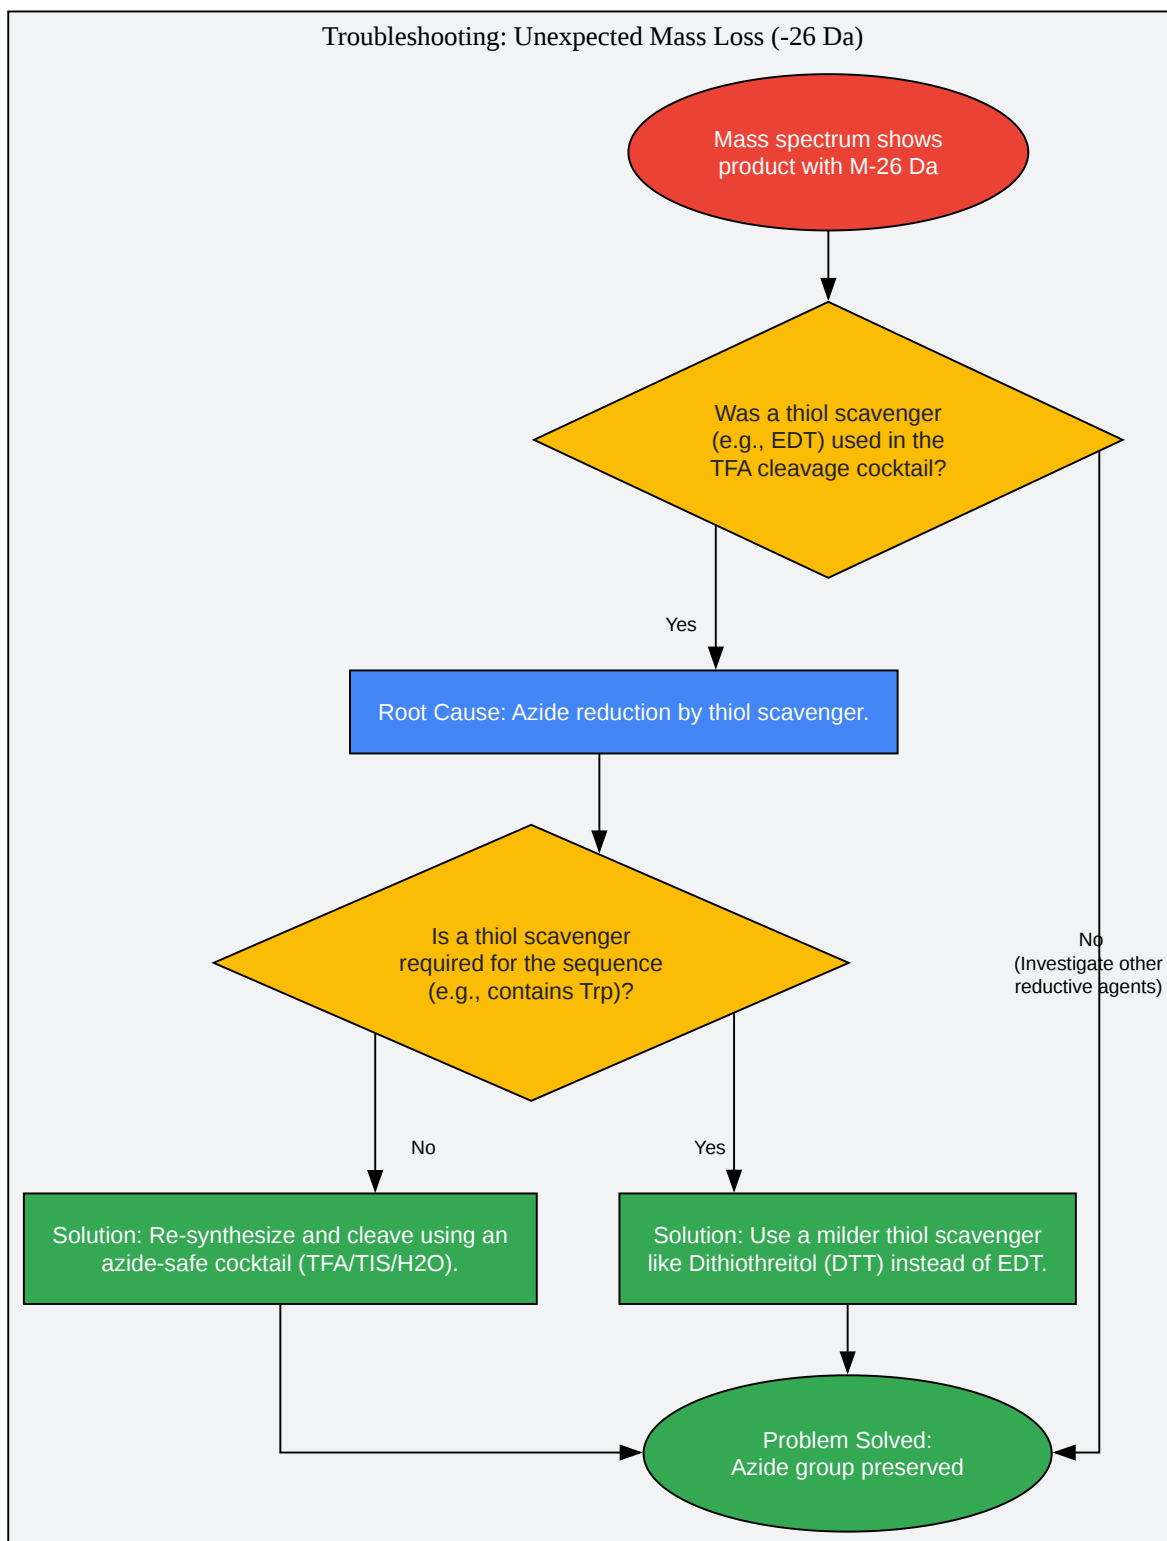 Troubleshooting: Unexpected Mass Loss (-26 Da)
Mass spectrum shows
product with M-26 Da
Was a thiol scavenger
(e.g., EDT) used in the
TFA cleavage cocktail?
Yes
Root Cause: Azide reduction by thiol scavenger.
Is a thiol scavenger
required for the sequence
(e.g., contains Trp)?
No
(Investigate other
reductive agents)
No
Yes
Solution: Re-synthesize and cleave using an
azide-safe cocktail (TFA/TIS/H2O).
Solution: Use a milder thiol scavenger
like Dithiothreitol (DTT) instead of EDT.
Problem Solved:
Azide group preserved